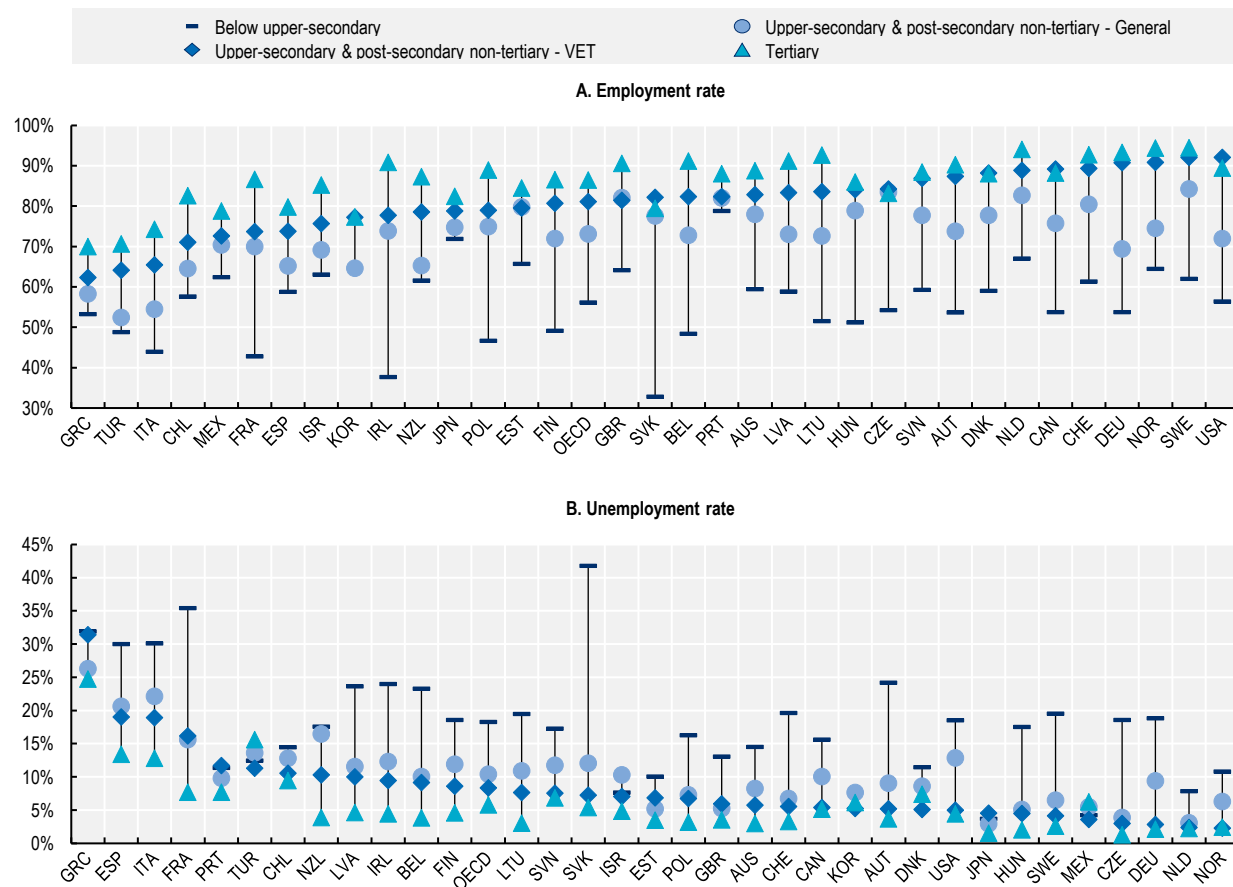 Below upper-secondary
Upper-secondary & post-secondary non-tertiary - General
Upper-secondary & post-secondary non-tertiary - VET
Tertiary
A. Employment rate
100%
90%
80%
70%
60%
50%
40%
30%
GRC TUR ITA CHL MEX FRA ESP ISR KOR IRL NZL JPN POL EST FIN OECD GBR SVK BEL PRT AUS LVA LTU HUN CZE SVN AUT DNK NLD CAN CHE DEU NOR SWE USA
B. Unemployment rate
45%
40%
35%
30%
25%
20%
15%
10%
5%
0%
GRC ESP ITA FRA PRT TUR CHL NZL LVA IRL BEL FIN OECD LTU SVN SVK ISR EST POL GBR AUS CHE CAN KOR AUT DNK USA JPN HUN SWE MEX CZE DEU NLD NOR